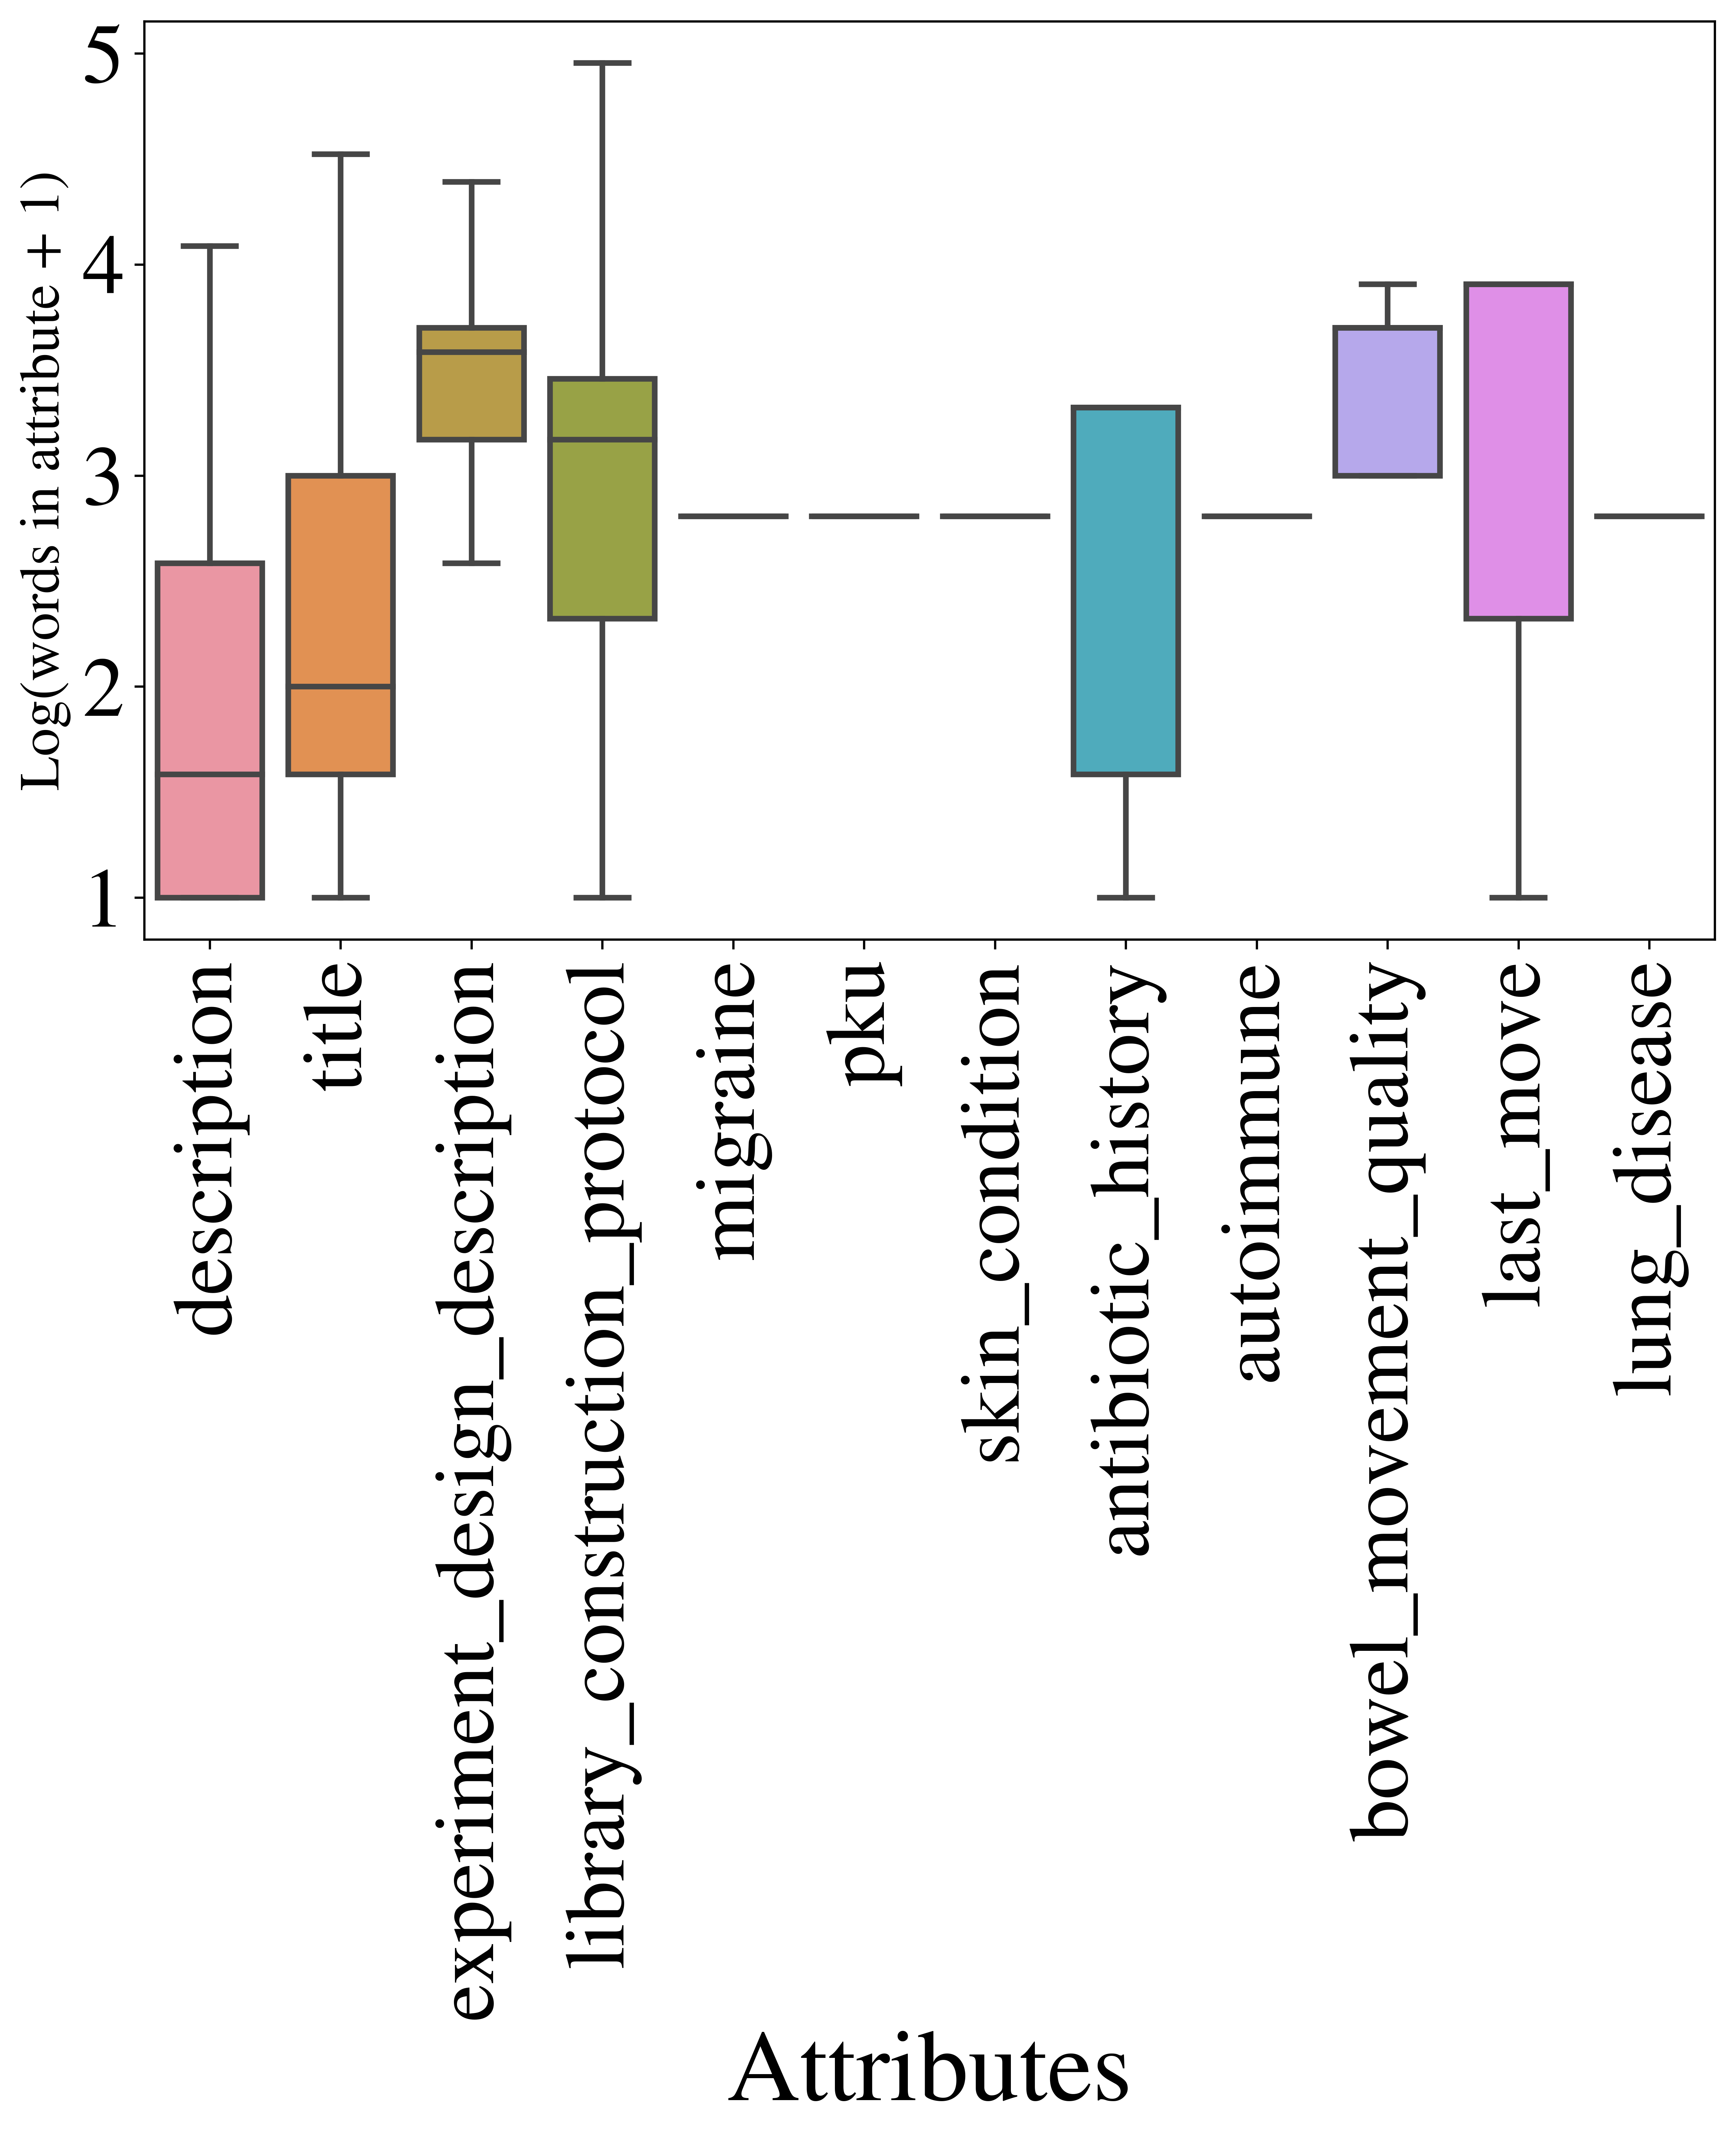 Log(words in attribute + 1)
5
4
3
2
1
description
title
experiment_design_description
library_construction_protocol
migraine
pku
skin_condition
antibiotic_history
autoimmune
bowel_movement_quality
last_move
lung_disease
Attributes